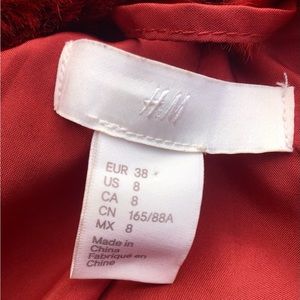 H&M
EUR 38
US 8
CA 8
CN 165/88A
MX 8
Made in
China
Fabriqué en
Chine